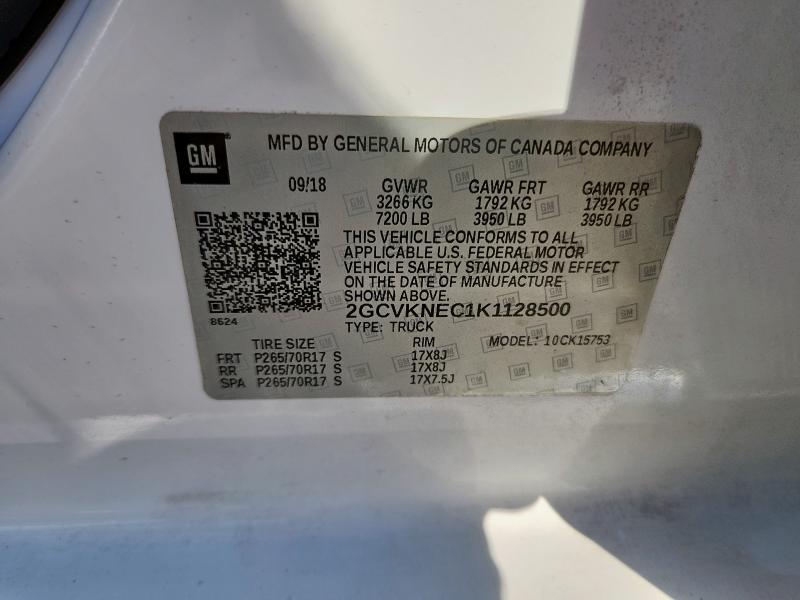 GM
MFD BY GENERAL MOTORS OF CANADA COMPANY
09/18 GVWR GAWR FRT GAWR RR
3266 KG 1792 KG 1792 KG
7200 LB 3950 LB 3950 LB
THIS VEHICLE CONFORMS TO ALL
APPLICABLE U.S. FEDERAL MOTOR
VEHICLE SAFETY STANDARDS IN EFFECT
ON THE DATE OF MANUFACTURE
SHOWN ABOVE.
2GCVKNEC1K1128500
8624
TYPE: TRUCK
TIRE SIZE RIM MODEL: 10CK15753
FRT P265/70R17 S 17X8J
RR P265/70R17 S 17X8J
SPA P265/70R17 S 17X7.5J